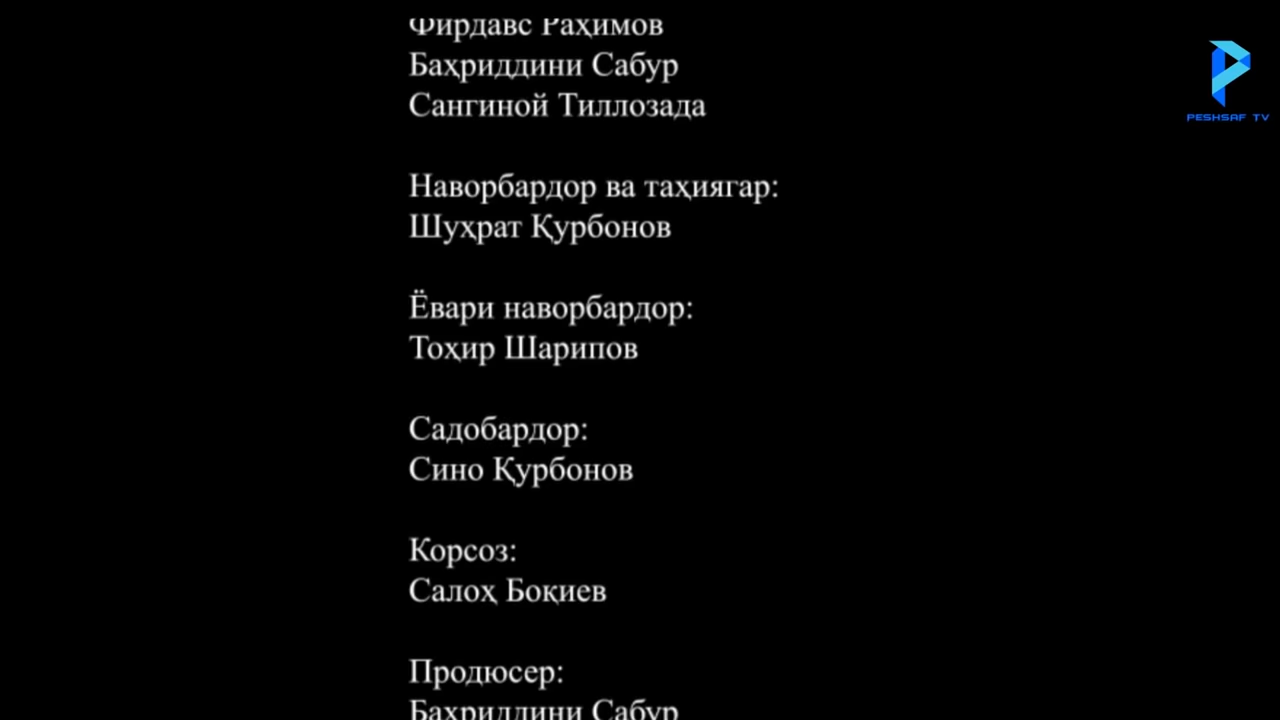 Фирдавс Раҳимов
Баҳриддини Сабур
Сангиной Тиллозада
Наворбардор ва таҳиягар:
Шуҳрат Қурбонов
Ёвари наворбардор:
Тоҳир Шарипов
Садобардор:
Сино Қурбонов
Корсоз:
Салоҳ Боқиев
Продюсер:
Баҳриддини Сабур
PESHSAF TV